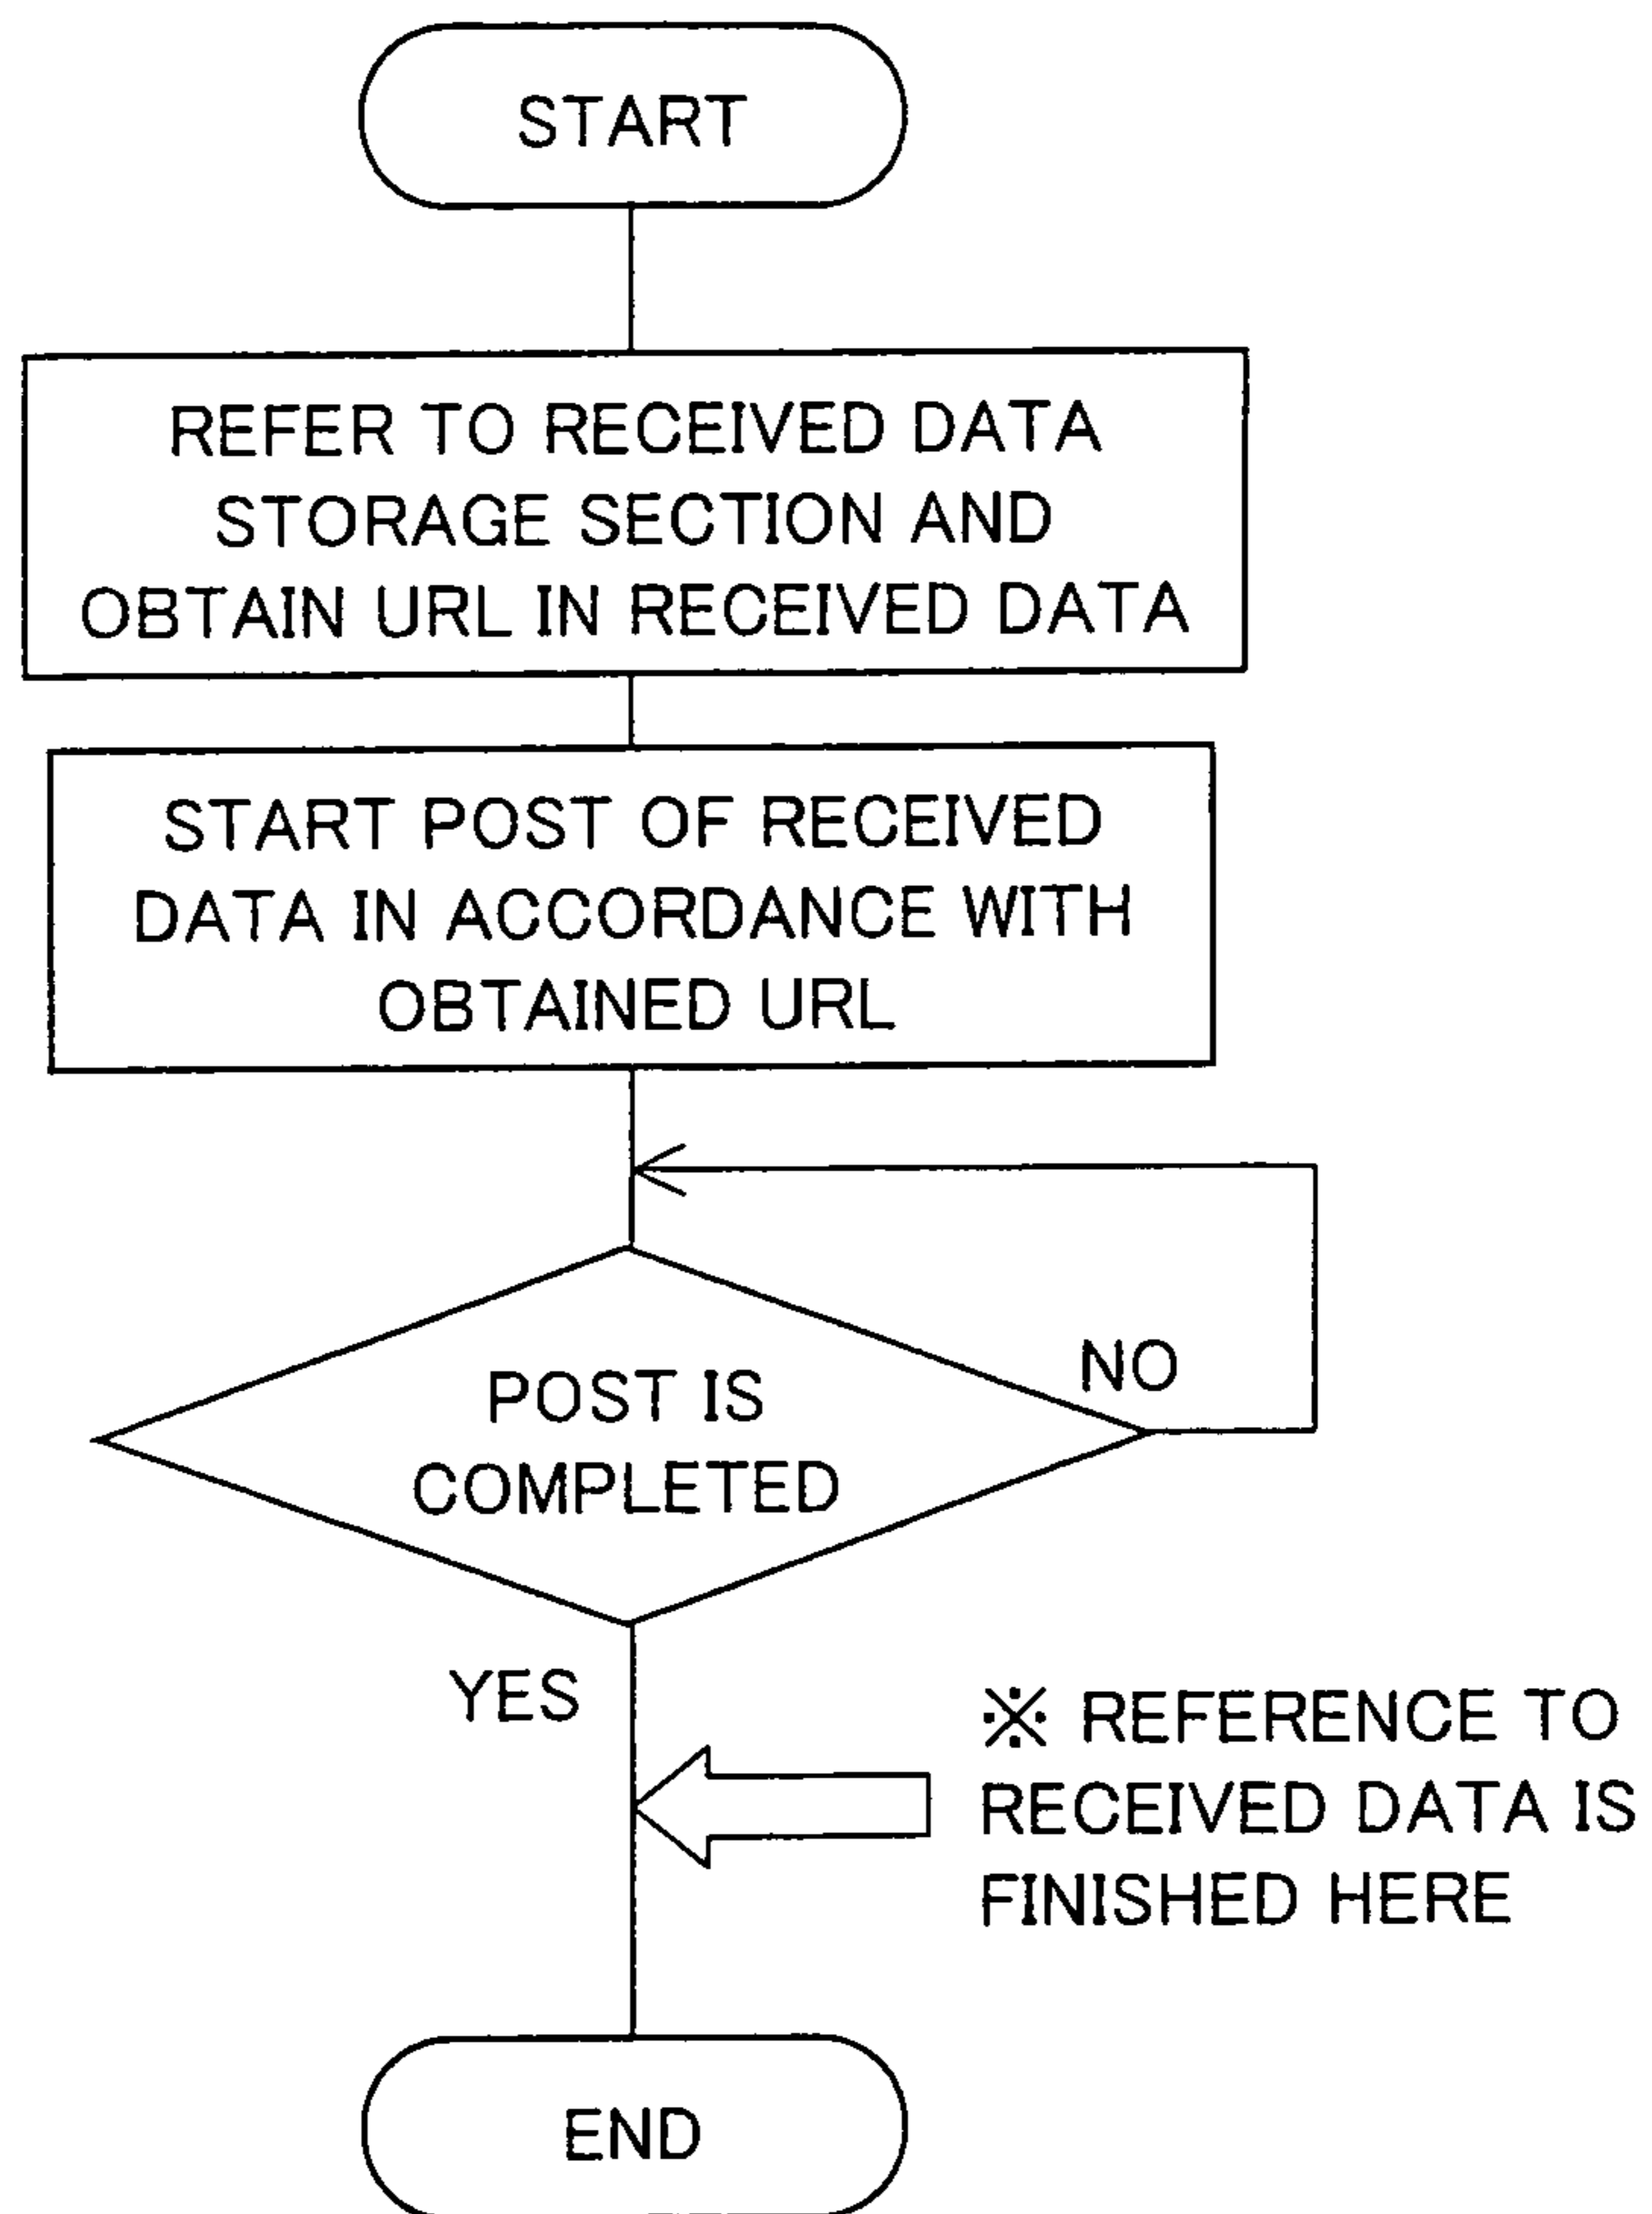 START
REFER TO RECEIVED DATA
STORAGE SECTION AND
OBTAIN URL IN RECEIVED DATA
START POST OF RECEIVED
DATA IN ACCORDANCE WITH
OBTAINED URL
NO
POST IS
COMPLETED
YES
※ REFERENCE TO
RECEIVED DATA IS
FINISHED HERE
END